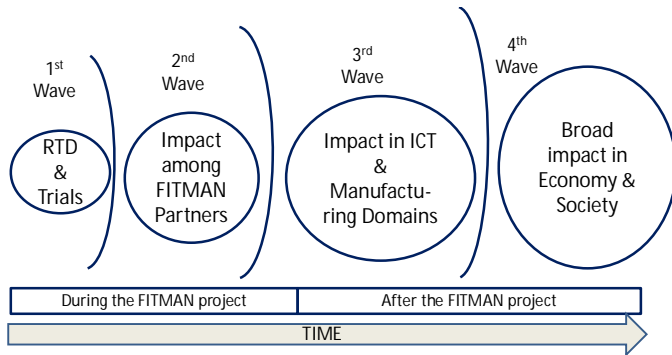 1st
Wave
RTD
&
Trials
2nd
Wave
Impact
among
FITMAN
Partners
3rd
Wave
Impact in ICT
&
Manufactu-
ring Domains
4th
Wave
Broad
impact in
Economy &
Society
During the FITMAN project
After the FITMAN project
TIME